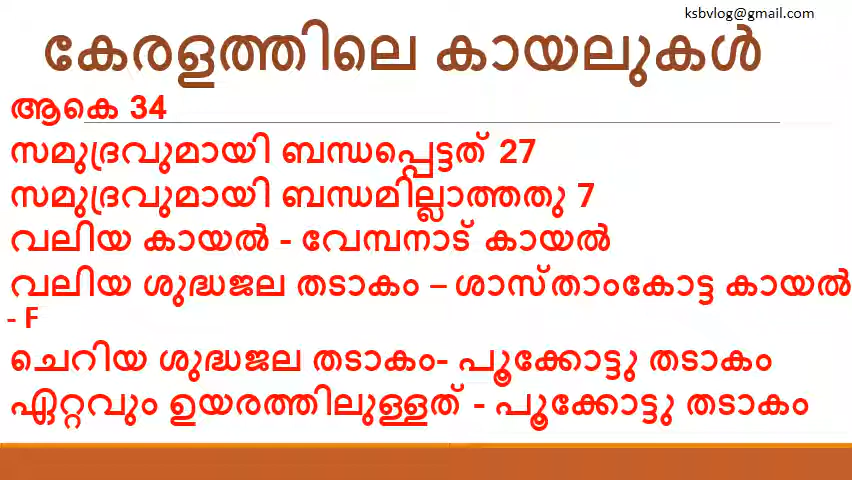 ksbvlog@gmail.com
കേരളത്തിലെ കായലുകൾ
ആകെ 34
സമുദ്രവുമായി ബന്ധപ്പെട്ടത് 27
സമുദ്രവുമായി ബന്ധമില്ലാത്തതു 7
വലിയ കായൽ - വേമ്പനാട് കായൽ
വലിയ ശുദ്ധജല തടാകം – ശാസ്താംകോട്ട കായൽ
- F
ചെറിയ ശുദ്ധജല തടാകം- പൂക്കോട്ടു തടാകം
ഏറ്റവും ഉയരത്തിലുള്ളത് - പൂക്കോട്ടു തടാകം